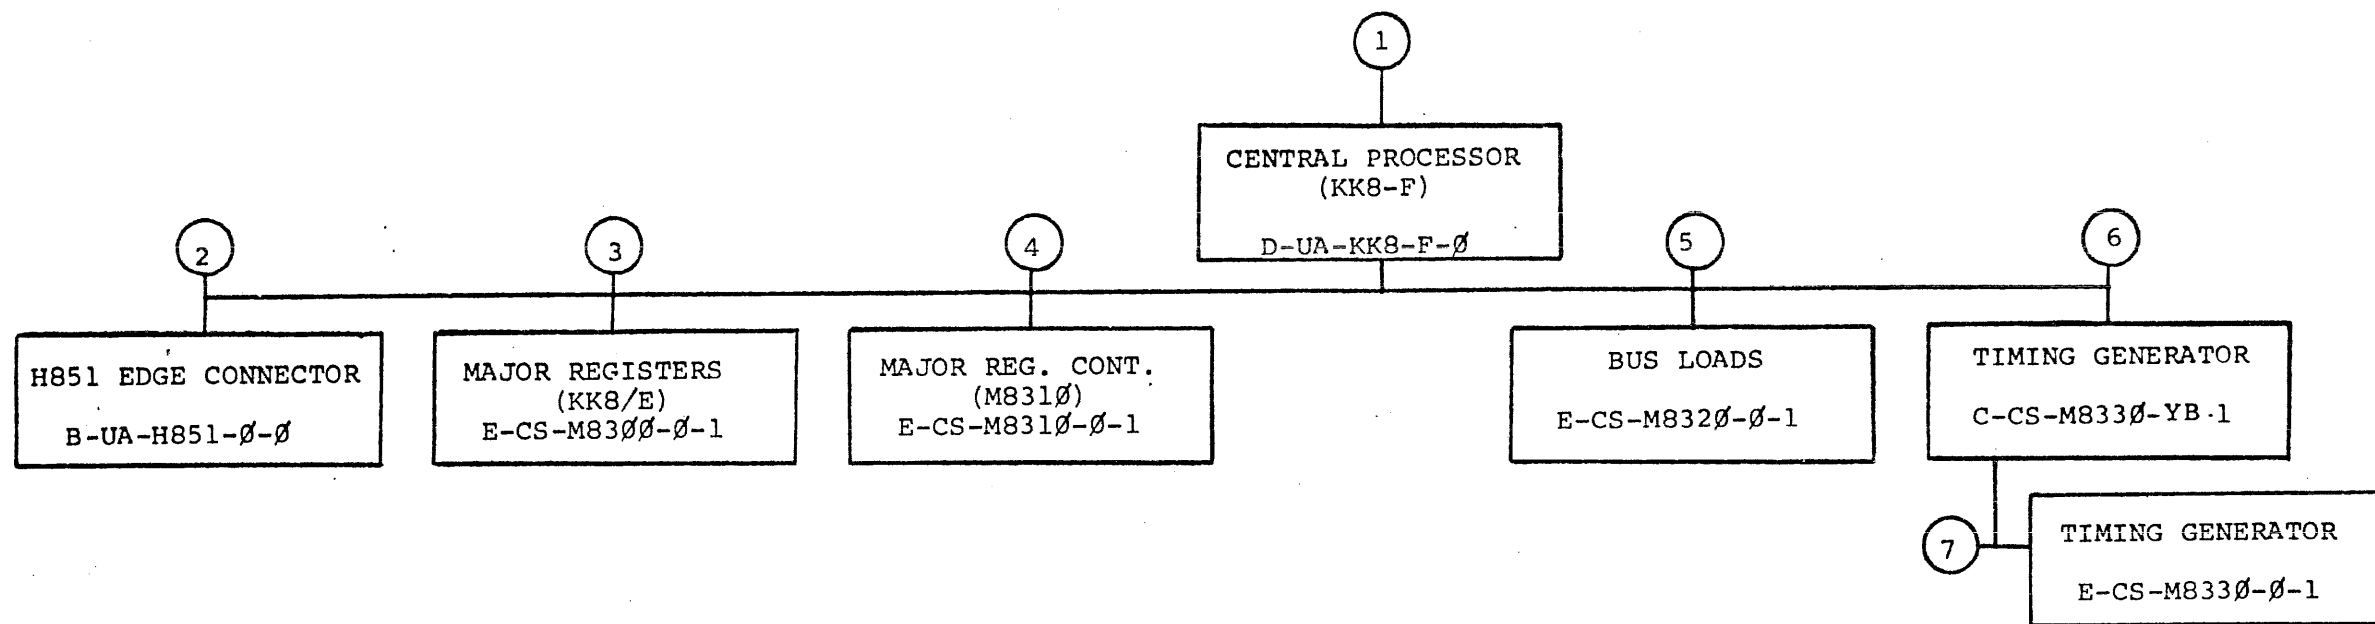 1
CENTRAL PROCESSOR
(KK8-F)
D-UA-KK8-F-Ø
2
3
4
5
6
H851 EDGE CONNECTOR
B-UA-H851-Ø-Ø
MAJOR REGISTERS
(KK8/E)
E-CS-M83ØØ-Ø-1
MAJOR REG. CONT.
(M831Ø)
E-CS-M831Ø-Ø-1
BUS LOADS
E-CS-M832Ø-Ø-1
TIMING GENERATOR
C-CS-M833Ø-YB-1
7
TIMING GENERATOR
E-CS-M833Ø-Ø-1